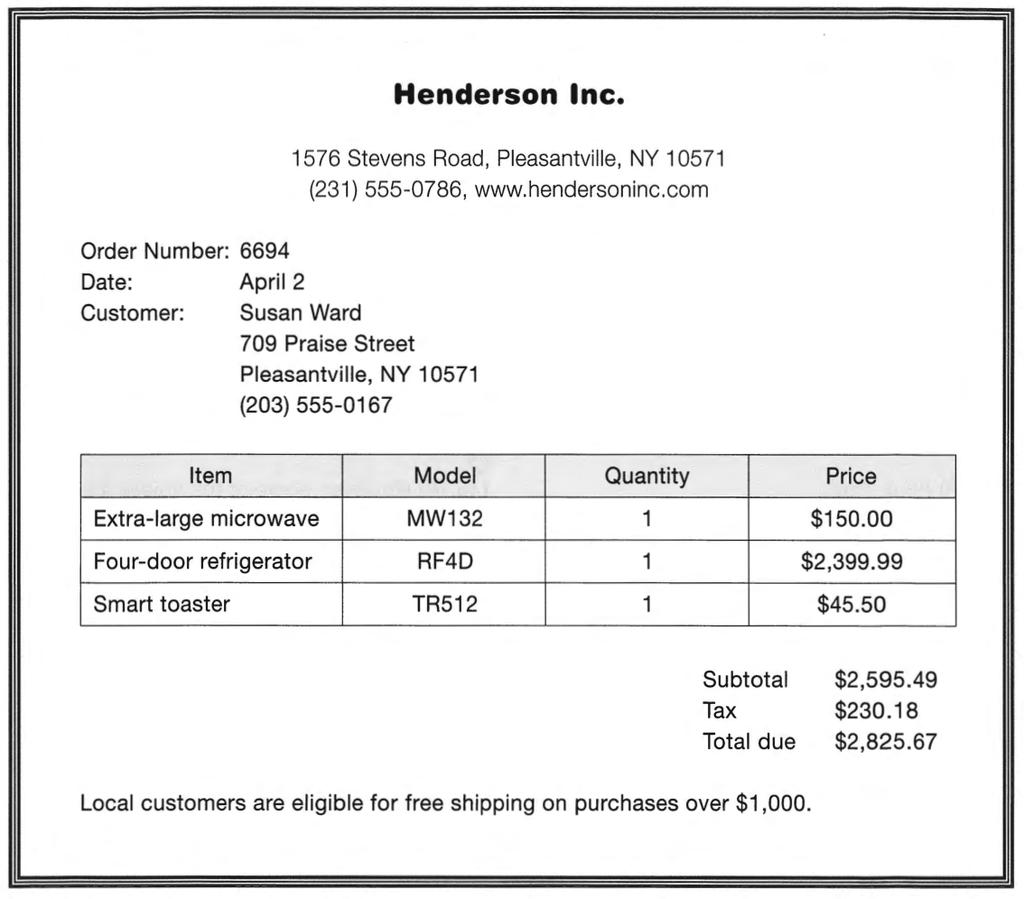 Henderson Inc.
1576 Stevens Road, Pleasantville, NY 10571
(231) 555-0786, www.hendersoninc.com
Order Number: 6694
Date: April 2
Customer: Susan Ward
709 Praise Street
Pleasantville, NY 10571
(203) 555-0167
Item Model Quantity Price
Extra-large microwave MW132 1 $150.00
Four-door refrigerator RF4D 1 $2,399.99
Smart toaster TR512 1 $45.50
Subtotal $2,595.49
Tax $230.18
Total due $2,825.67
Local customers are eligible for free shipping on purchases over $1,000.